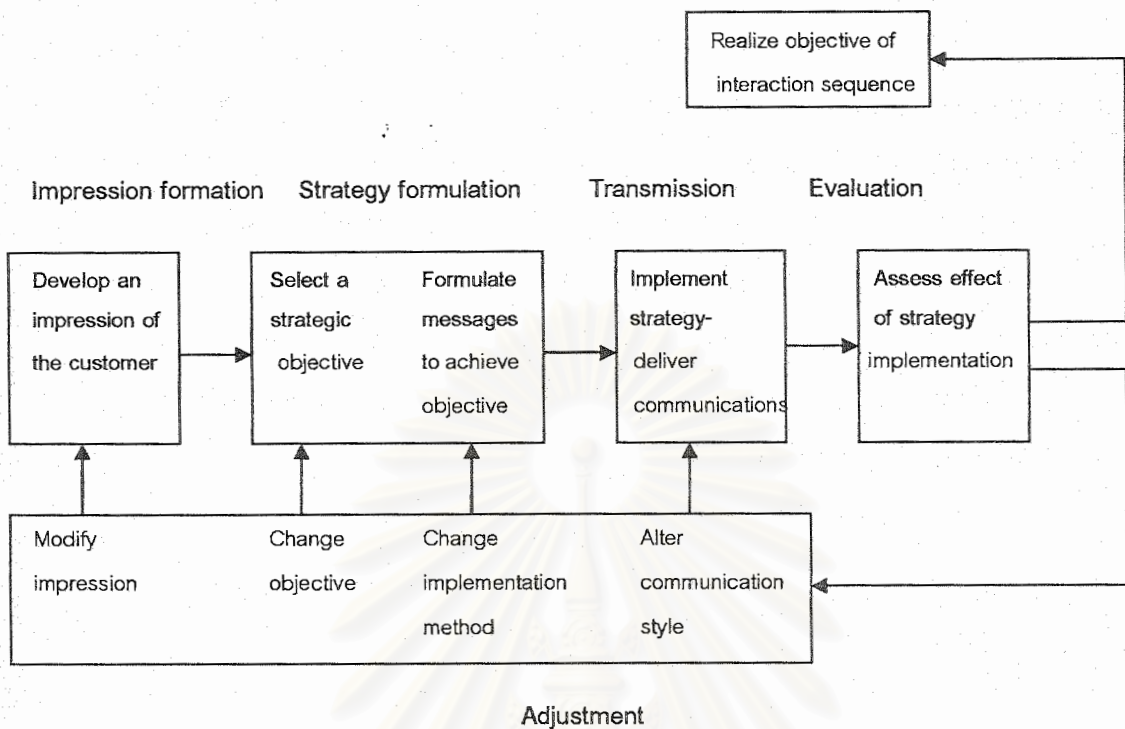 Realize objective of
interaction sequence
Impression formation
Strategy formulation
Transmission
Evaluation
Develop an
impression of
the customer
Select a
strategic
objective
Formulate
messages
to achieve
objective
Implement
strategy-
deliver
communications
Assess effect
of strategy
implementation
Modify
impression
Change
objective
Change
implementation
method
Alter
communication
style
Adjustment